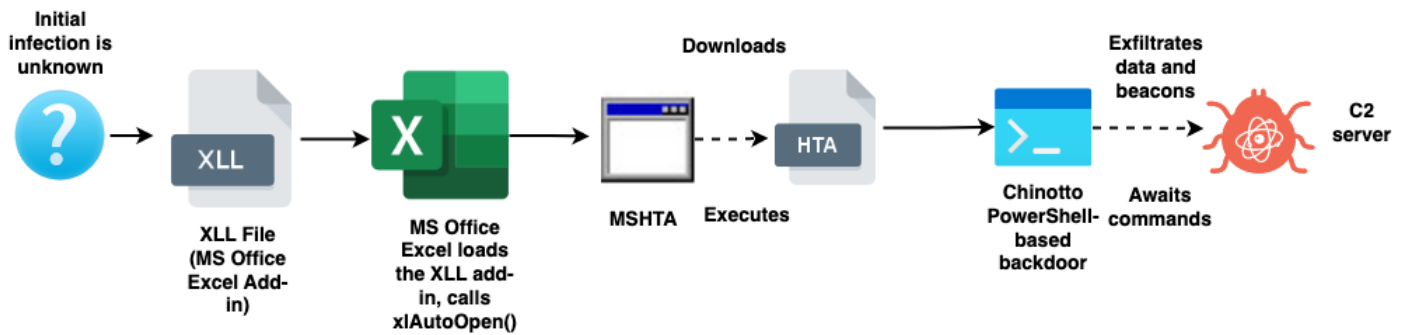 Initial
infection is
unknown
XLL
XLL File
(MS Office
Excel Add-
in)
X
MS Office
Excel loads
the XLL add-
in, calls
xlAutoOpen()
MSHTA
Downloads
Executes
HTA
Chinotto
PowerShell-
based
backdoor
Exfiltrates
data and
beacons
Awaits
commands
C2
server